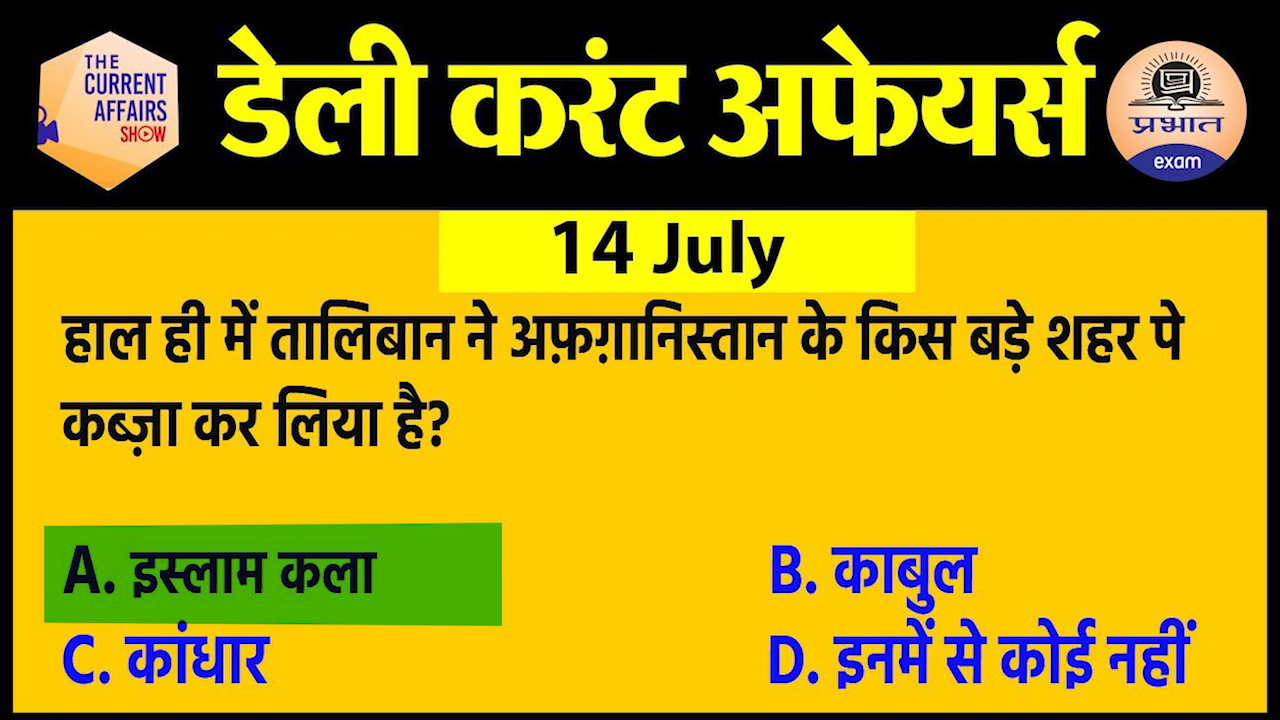 THE
CURRENT
AFFAIRS
SHOW
डेली करंट अफेयर्स
प्रभात
exam
14 July
हाल ही में तालिबान ने अफ़ग़ानिस्तान के किस बड़े शहर पे
कब्ज़ा कर लिया है?
A. इस्लाम कला
B. काबुल
C. कांधार
D. इनमें से कोई नहीं